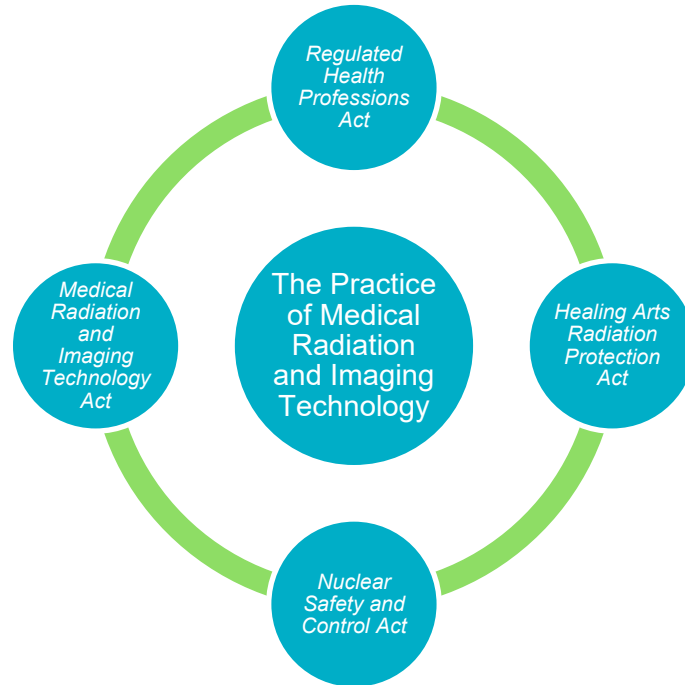 Regulated
Health
Professions
Act
Medical
Radiation
and
Imaging
Technology
Act
The Practice
of Medical
Radiation
and Imaging
Technology
Healing Arts
Radiation
Protection
Act
Nuclear
Safety and
Control Act